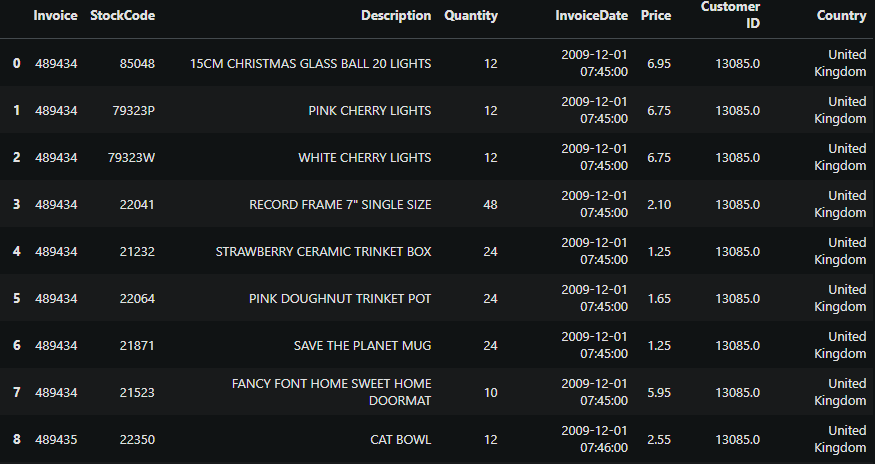 Invoice StockCode Description Quantity InvoiceDate Price Customer ID Country
0 489434 85048 15CM CHRISTMAS GLASS BALL 20 LIGHTS 12 2009-12-01 07:45:00 6.95 13085.0 United Kingdom
1 489434 79323P PINK CHERRY LIGHTS 12 2009-12-01 07:45:00 6.75 13085.0 United Kingdom
2 489434 79323W WHITE CHERRY LIGHTS 12 2009-12-01 07:45:00 6.75 13085.0 United Kingdom
3 489434 22041 RECORD FRAME 7" SINGLE SIZE 48 2009-12-01 07:45:00 2.10 13085.0 United Kingdom
4 489434 21232 STRAWBERRY CERAMIC TRINKET BOX 24 2009-12-01 07:45:00 1.25 13085.0 United Kingdom
5 489434 22064 PINK DOUGHNUT TRINKET POT 24 2009-12-01 07:45:00 1.65 13085.0 United Kingdom
6 489434 21871 SAVE THE PLANET MUG 24 2009-12-01 07:45:00 1.25 13085.0 United Kingdom
7 489434 21523 FANCY FONT HOME SWEET HOME DOORMAT 10 2009-12-01 07:45:00 5.95 13085.0 United Kingdom
8 489435 22350 CAT BOWL 12 2009-12-01 07:46:00 2.55 13085.0 United Kingdom